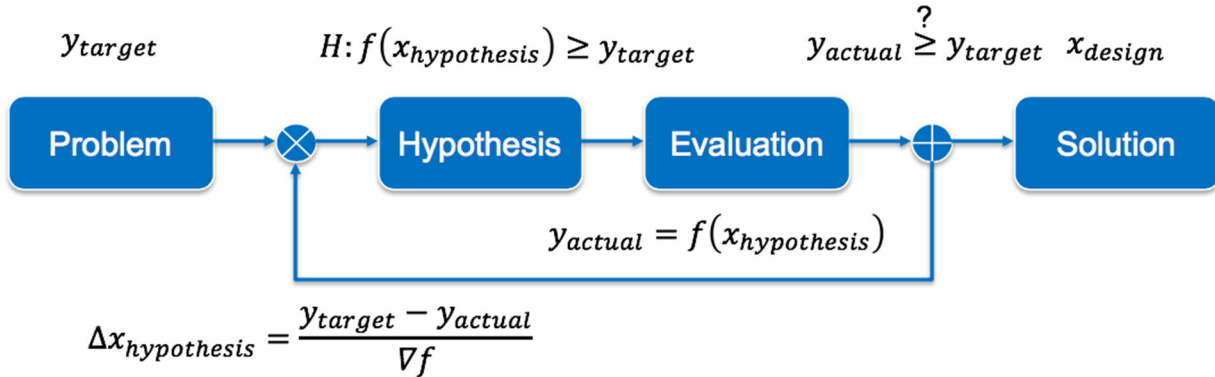 y_target
H: f(x_hypothesis) ≥ y_target
y_actual ≥? y_target
x_design
Problem
Hypothesis
Evaluation
Solution
y_actual = f(x_hypothesis)
Δx_hypothesis = (y_target − y_actual) / ∇f